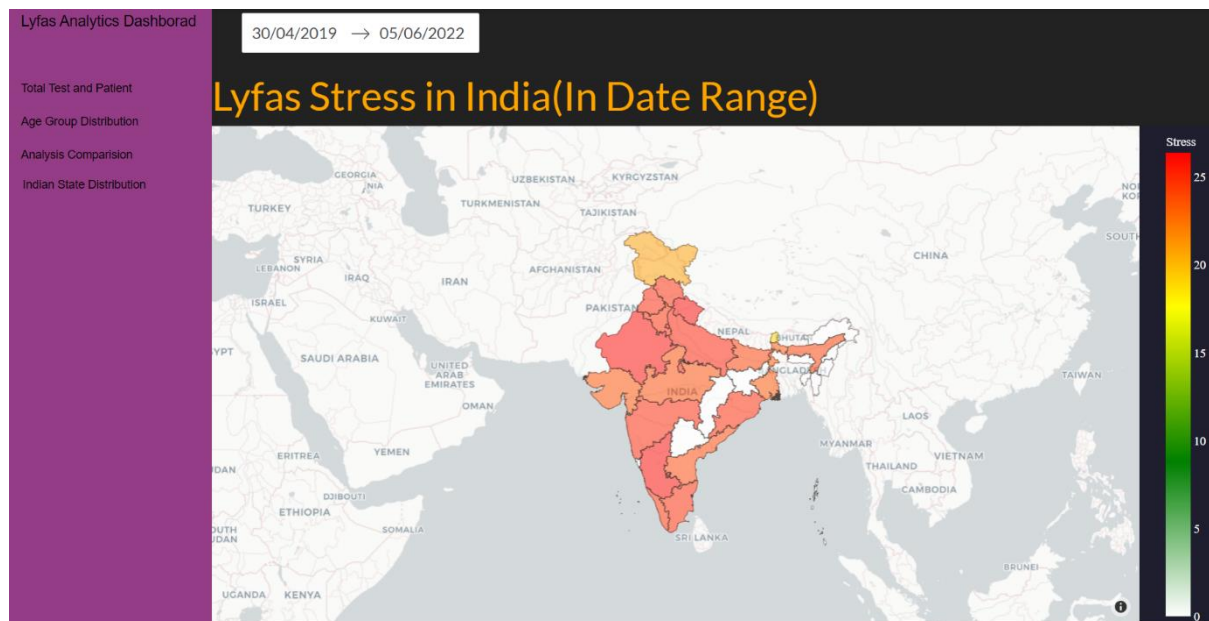 Lyfas Analytics Dashborad
30/04/2019 → 05/06/2022
Total Test and Patient
Age Group Distribution
Analysis Comparision
Indian State Distribution
Lyfas Stress in India(In Date Range)
Stress
25
20
15
10
5
0
GEORGIA
UZBEKISTAN
KYRGYZSTAN
TURKMENISTAN
TURKEY
TAJIKISTAN
CHINA
SYRIA
LEBANON
IRAQ
IRAN
AFGHANISTAN
ISRAEL
KUWAIT
PAKISTAN
NEPAL
SAUDI ARABIA
UNITED
ARAB
EMIRATES
INDIA
TAIWAN
OMAN
LAOS
MYANMAR
ERITREA
YEMEN
VIETNAM
THAILAND
DJIBOUTI
CAMBODIA
ETHIOPIA
SOMALIA
SRI LANKA
BRUNEI
UGANDA
KENYA